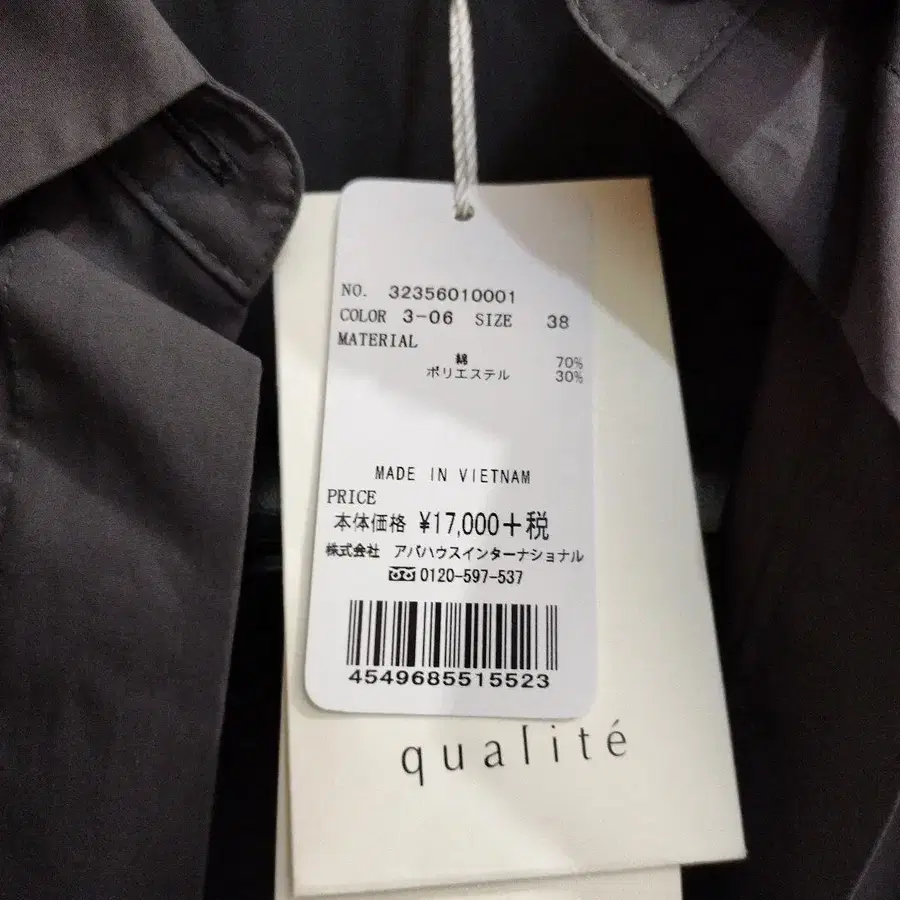 NO. 32356010001
COLOR 3-06 SIZE 38
MATERIAL
綿 70%
ポリエステル 30%
MADE IN VIETNAM
PRICE
本体価格 ¥17,000+税
株式会社 アバハウスインターナショナル
0120-597-537
4549685515523
qualité